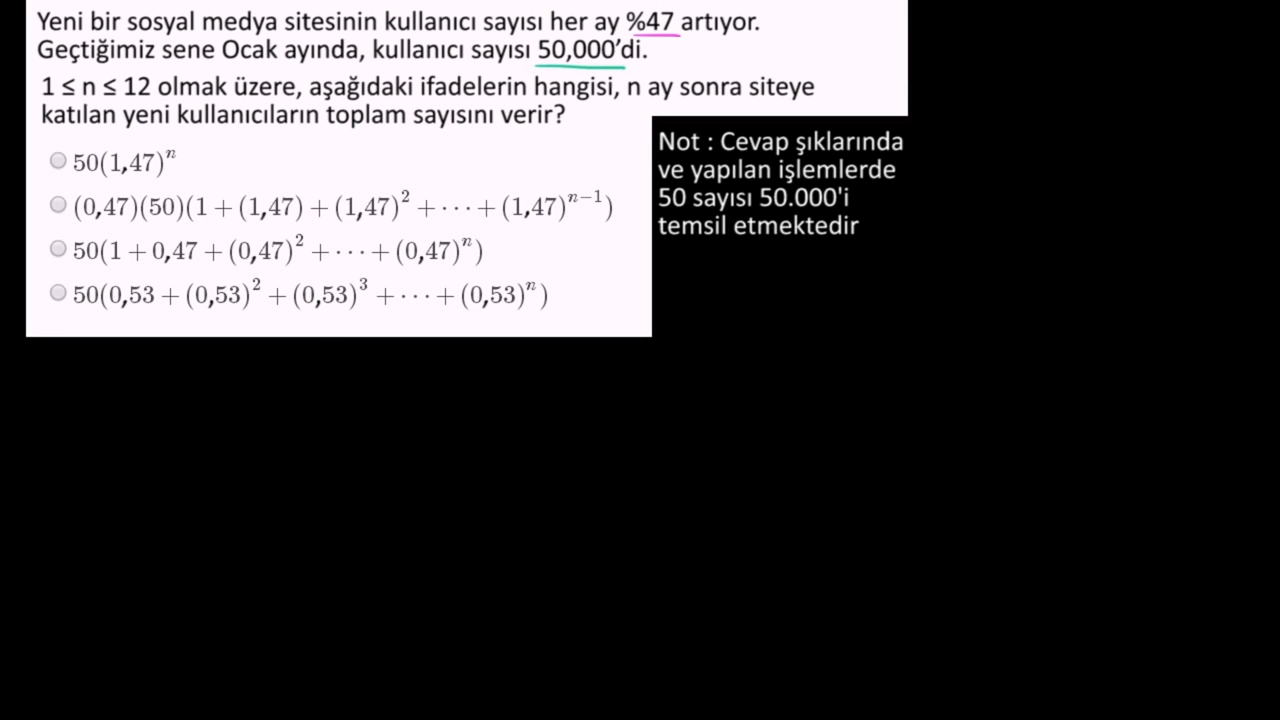 Yeni bir sosyal medya sitesinin kullanıcı sayısı her ay %47 artıyor.
Geçtiğimiz sene Ocak ayında, kullanıcı sayısı 50,000'di.
1 ≤ n ≤ 12 olmak üzere, aşağıdaki ifadelerin hangisi, n ay sonra siteye
katılan yeni kullanıcıların toplam sayısını verir?
50(1,47)^n
(0,47)(50)(1 + (1,47) + (1,47)^2 + ··· + (1,47)^{n−1})
50(1 + 0,47 + (0,47)^2 + ··· + (0,47)^n)
50(0,53 + (0,53)^2 + (0,53)^3 + ··· + (0,53)^n)
Not : Cevap şıklarında
ve yapılan işlemlerde
50 sayısı 50.000'i
temsil etmektedir